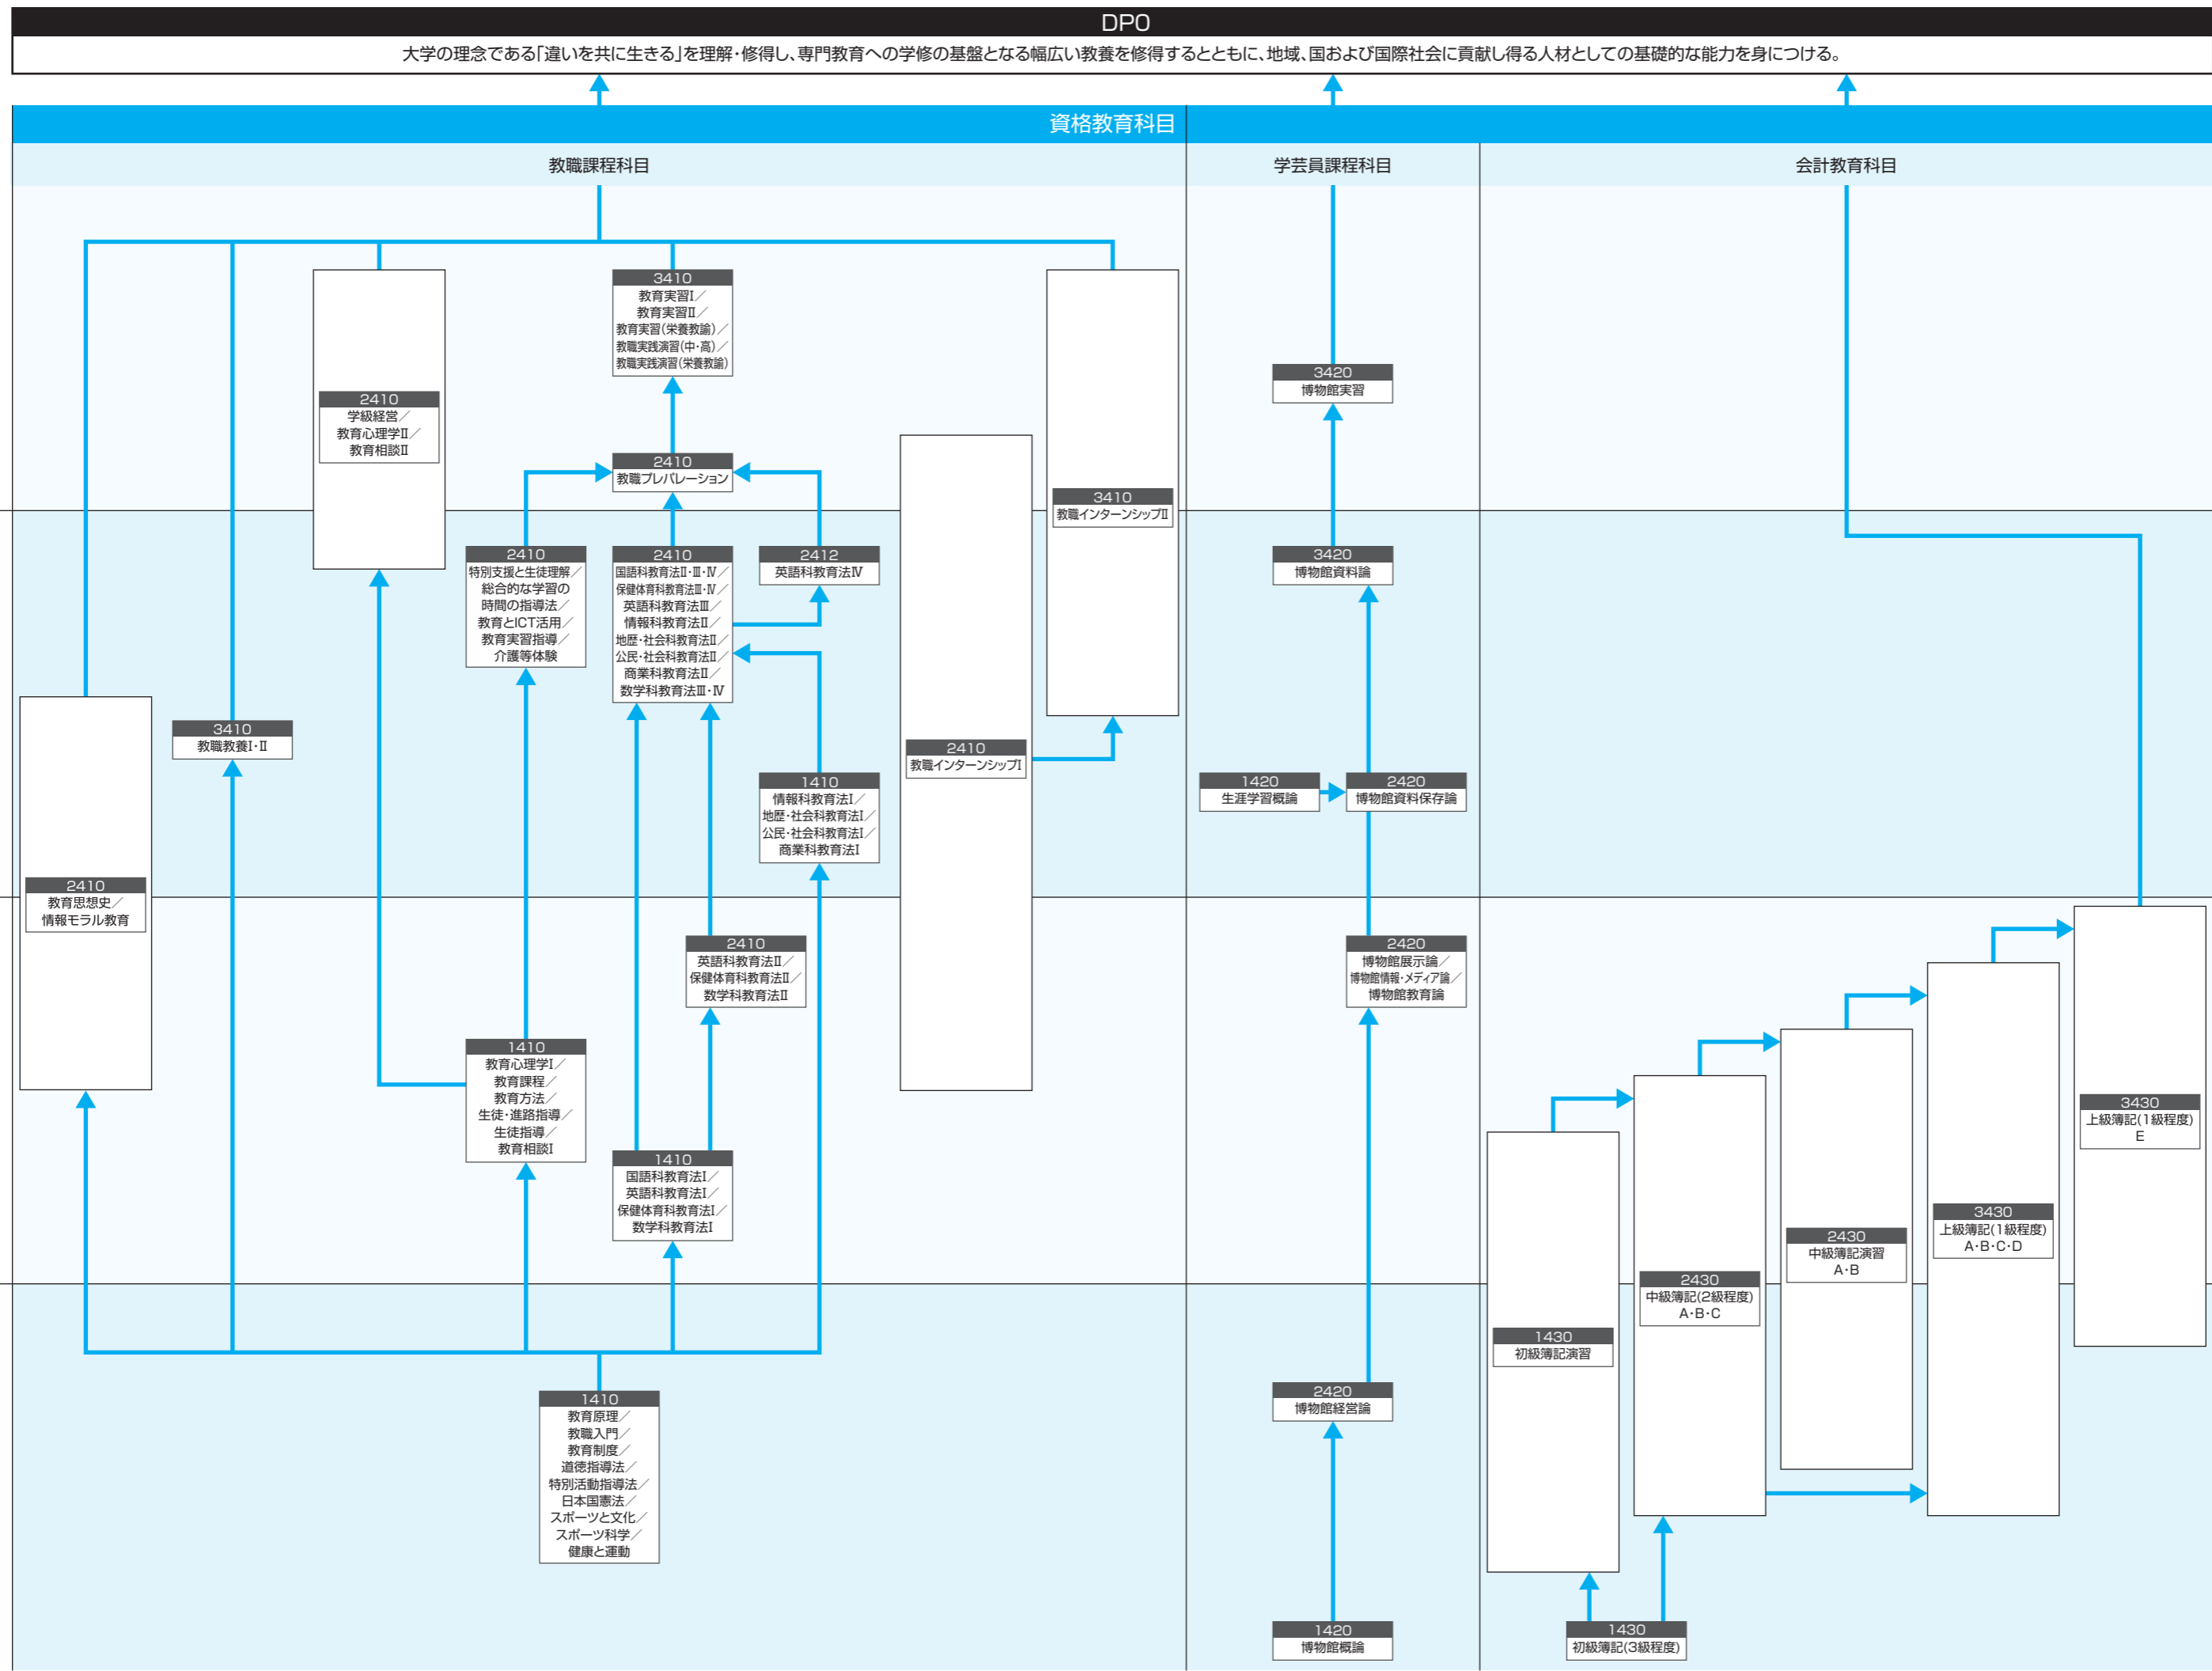 DP0
大学の理念である「違いを共に生きる」を理解・修得し、専門教育への学修の基盤となる幅広い教養を修得するとともに、地域、国および国際社会に貢献し得る人材としての基礎的な能力を身につける。
資格教育科目
教職課程科目
学芸員課程科目
会計教育科目
3410
教育実習Ⅰ／
教育実習Ⅱ／
教育実習(栄養教諭)／
教職実践演習(中・高)／
教職実践演習(栄養教諭)
2410
学級経営／
教育心理学Ⅱ／
教育相談Ⅱ
2410
教職プレパレーション
3410
教職インターンシップⅡ
2410
特別支援と生徒理解／
総合的な学習の
時間の指導法／
教育とICT活用／
教育実習指導／
介護等体験
2410
国語科教育法Ⅱ・Ⅲ・Ⅳ／
保健体育科教育法Ⅲ・Ⅳ／
英語科教育法Ⅲ／
情報科教育法Ⅱ／
地歴・社会科教育法Ⅱ／
公民・社会科教育法Ⅱ／
商業科教育法Ⅱ／
数学科教育法Ⅲ・Ⅳ
2412
英語科教育法Ⅳ
3410
教職教養Ⅰ・Ⅱ
2410
教職インターンシップⅠ
1410
情報科教育法Ⅰ／
地歴・社会科教育法Ⅰ／
公民・社会科教育法Ⅰ／
商業科教育法Ⅰ
2410
教育思想史／
情報モラル教育
2410
英語科教育法Ⅱ／
保健体育科教育法Ⅱ／
数学科教育法Ⅱ
1410
教育心理学Ⅰ／
教育課程／
教育方法／
生徒・進路指導／
生徒指導／
教育相談Ⅰ
1410
国語科教育法Ⅰ／
英語科教育法Ⅰ／
保健体育科教育法Ⅰ／
数学科教育法Ⅰ
1410
教育原理／
教職入門／
教育制度／
道徳指導法／
特別活動指導法／
日本国憲法／
スポーツと文化／
スポーツ科学／
健康と運動
3420
博物館実習
3420
博物館資料論
1420
生涯学習概論
2420
博物館資料保存論
2420
博物館展示論／
博物館情報・メディア論／
博物館教育論
2420
博物館経営論
1420
博物館概論
3430
上級簿記(1級程度)
E
3430
上級簿記(1級程度)
A・B・C・D
2430
中級簿記演習
A・B
2430
中級簿記(2級程度)
A・B・C
1430
初級簿記演習
1430
初級簿記(3級程度)